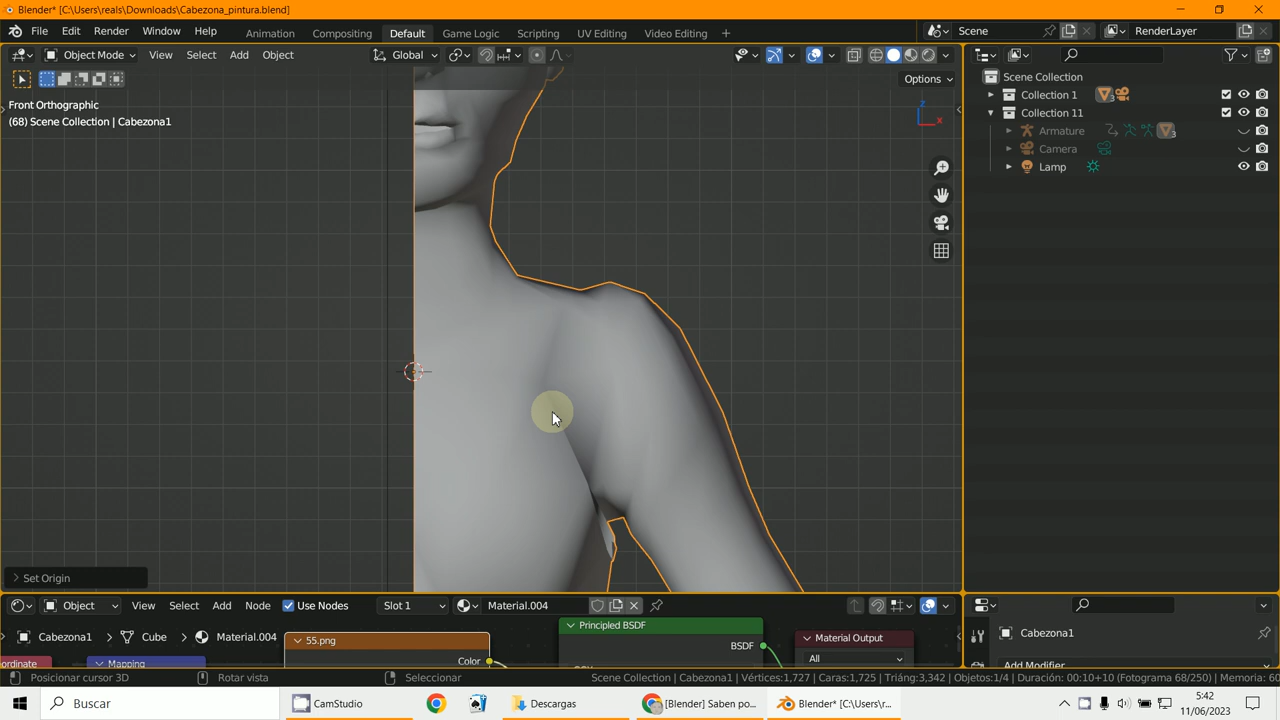 Blender* [C:\Users\reals\Downloads\Cabezona_pintura.blend]
File Edit Render Window Help Animation Compositing Default Game Logic Scripting UV Editing Video Editing + Scene RenderLayer
Object Mode View Select Add Object Global
Options
Front Orthographic
(68) Scene Collection | Cabezona1
Z
X
Scene Collection
Collection 1 3
Collection 11
Armature 3
Camera
Lamp
Set Origin
Object View Select Add Node Use Nodes Slot 1 Material.004
Cabezona1 Cube Material.004
55.png
Color
Principled BSDF
BSDF
Material Output
All
oordinate
Mapping
Cabezona1
Add Modifier
Posicionar cursor 3D Rotar vista Seleccionar Scene Collection | Cabezona1 | Vértices:1,727 | Caras:1,725 | Triáng:3,342 | Objetos:1/4 | Duración: 00:10+10 (Fotograma 68/250) | Memoria: 60
Buscar CamStudio Descargas [Blender] Saben po... Blender* [C:\Users\r...
5:42
11/06/2023